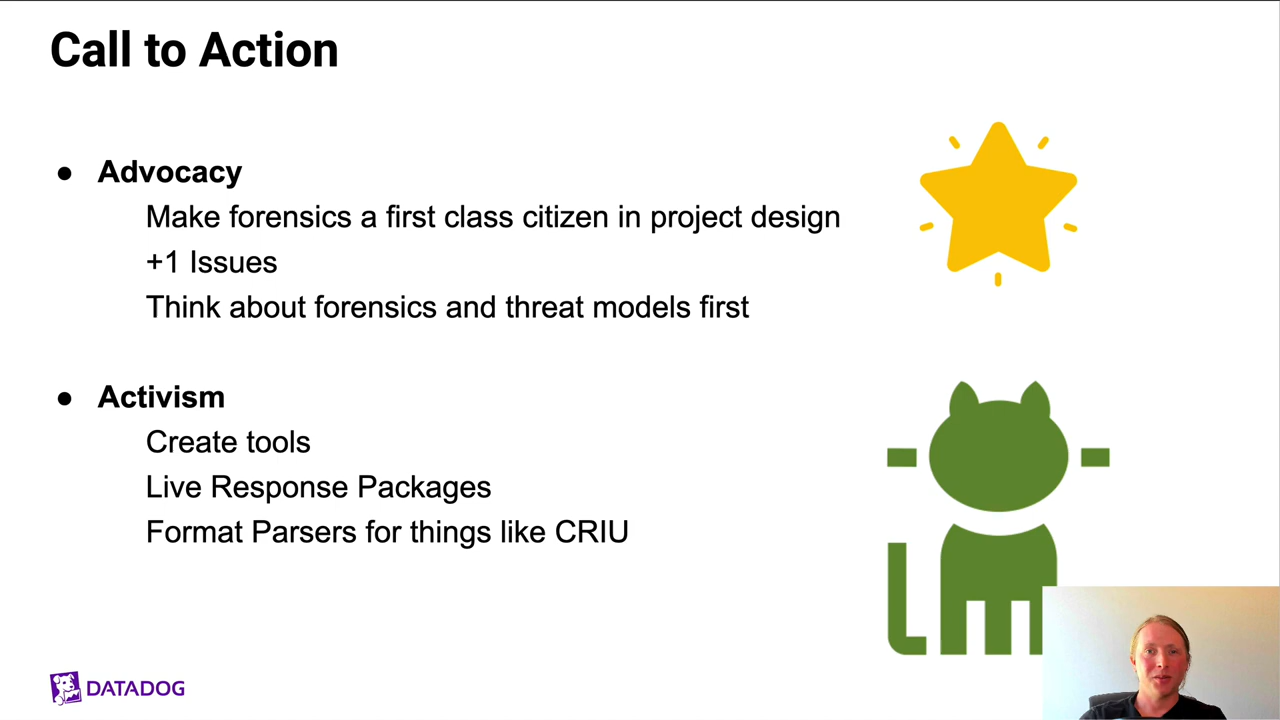 Call to Action
● Advocacy
Make forensics a first class citizen in project design
+1 Issues
Think about forensics and threat models first
● Activism
Create tools
Live Response Packages
Format Parsers for things like CRIU
DATADOG